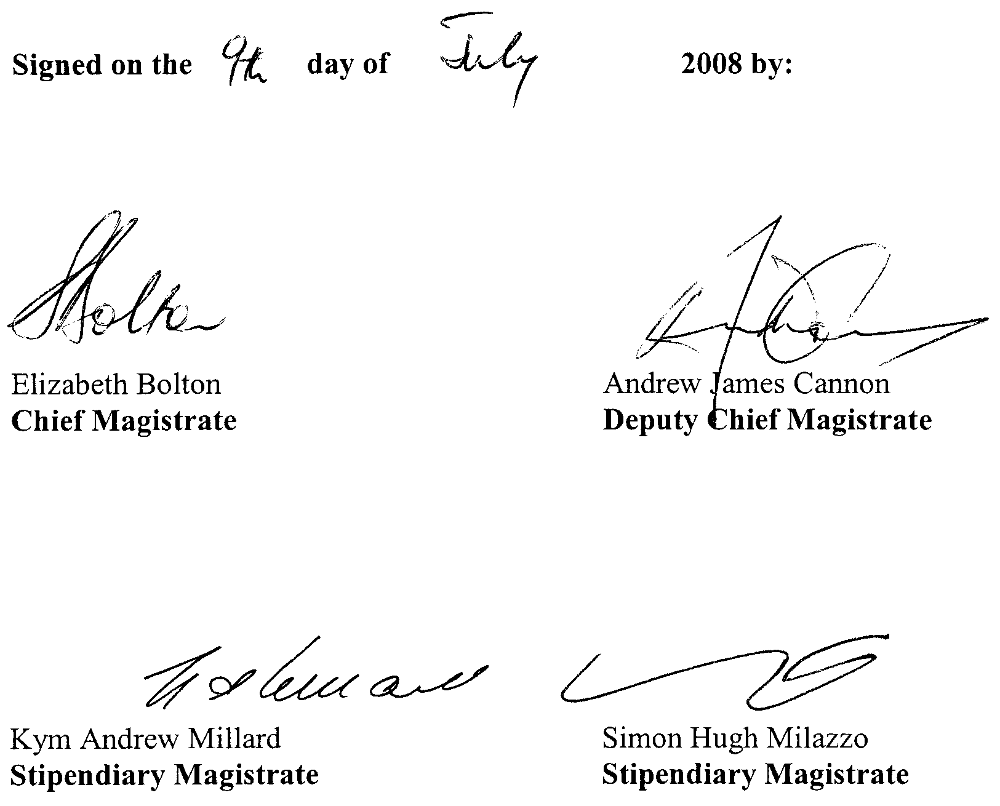 Signed on the 9th day of July 2008 by:
Bolton
Elizabeth Bolton
Chief Magistrate
Andrew James Cannon
Deputy Chief Magistrate
Kym Andrew Millard
Stipendiary Magistrate
Simon Hugh Milazzo
Stipendiary Magistrate